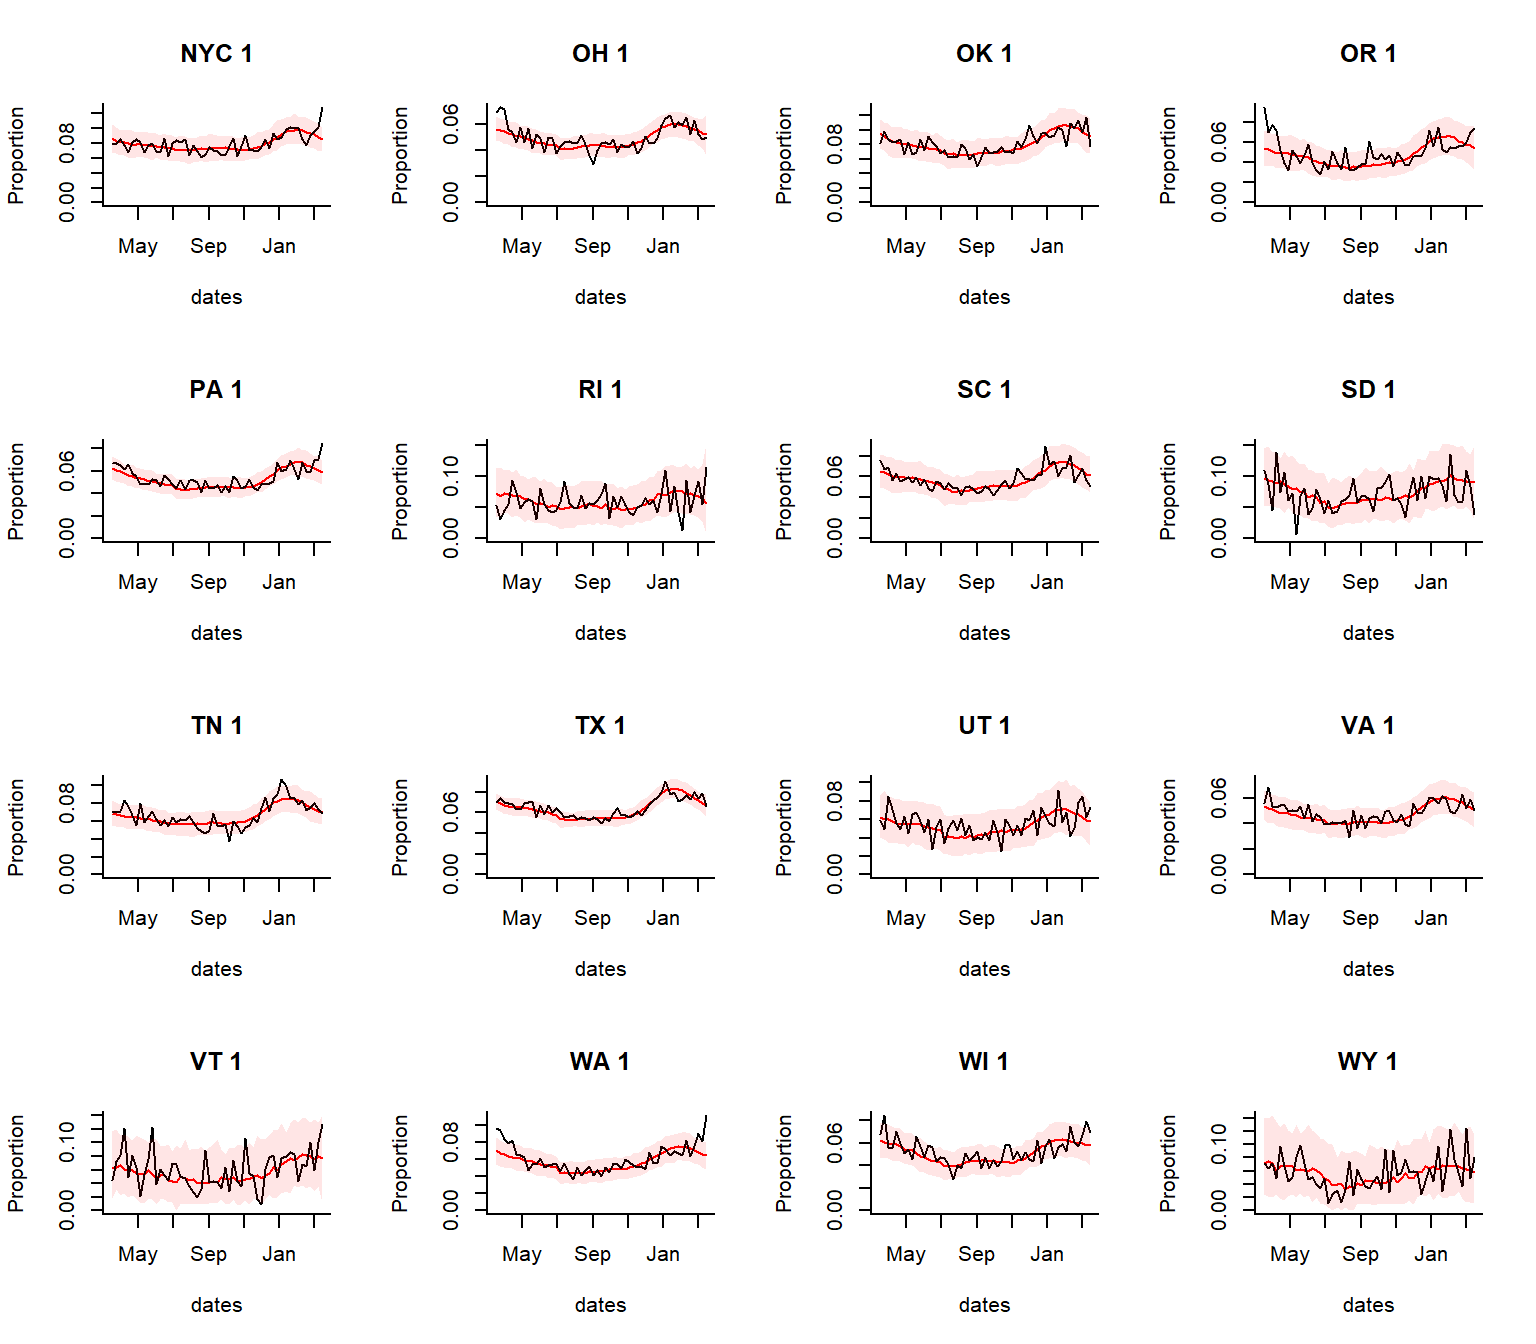 NYC 1
Proportion
0.00
0.08
May Sep Jan
dates
OH 1
Proportion
0.00
0.06
May Sep Jan
dates
OK 1
Proportion
0.00
0.08
May Sep Jan
dates
OR 1
Proportion
0.00
0.06
May Sep Jan
dates
PA 1
Proportion
0.00
0.06
May Sep Jan
dates
RI 1
Proportion
0.00
0.10
May Sep Jan
dates
SC 1
Proportion
0.00
0.06
May Sep Jan
dates
SD 1
Proportion
0.00
0.10
May Sep Jan
dates
TN 1
Proportion
0.00
0.08
May Sep Jan
dates
TX 1
Proportion
0.00
0.06
May Sep Jan
dates
UT 1
Proportion
0.00
0.08
May Sep Jan
dates
VA 1
Proportion
0.00
0.06
May Sep Jan
dates
VT 1
Proportion
0.00
0.10
May Sep Jan
dates
WA 1
Proportion
0.00
0.08
May Sep Jan
dates
WI 1
Proportion
0.00
0.06
May Sep Jan
dates
WY 1
Proportion
0.00
0.10
May Sep Jan
dates